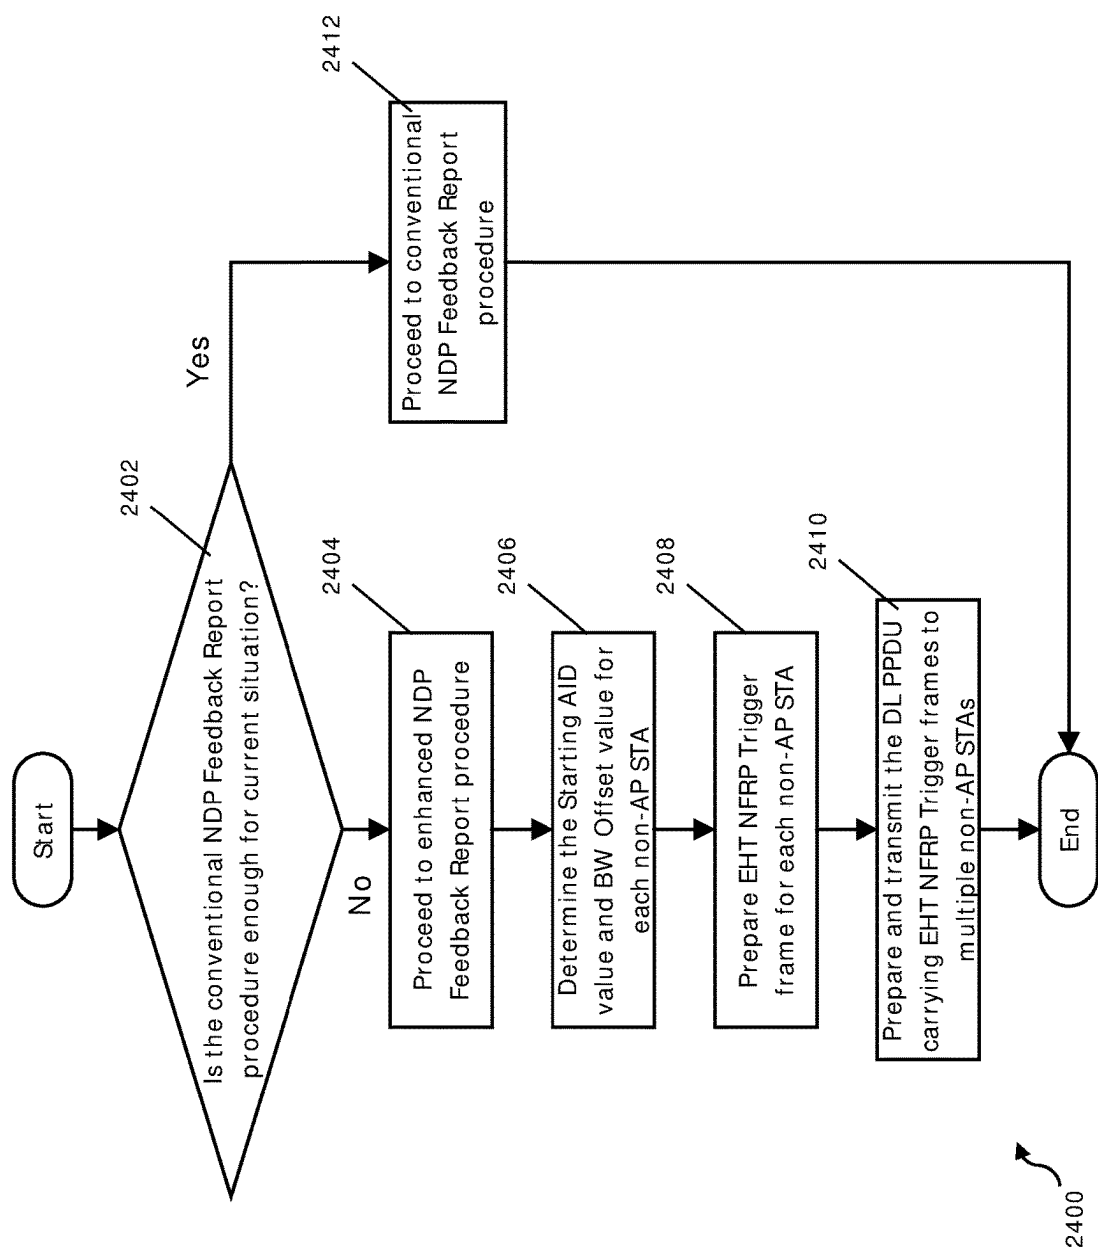 Start
2402
Is the conventional NDP Feedback Report
procedure enough for current situation?
Yes
No
2412
Proceed to conventional
NDP Feedback Report
procedure
2404
Proceed to enhanced NDP
Feedback Report procedure
2406
Determine the Starting AID
value and BW Offset value for
each non-AP STA
2408
Prepare EHT NFRP Trigger
frame for each non-AP STA
2410
Prepare and transmit the DL PPDU
carrying EHT NFRP Trigger frames to
multiple non-AP STAs
End
2400